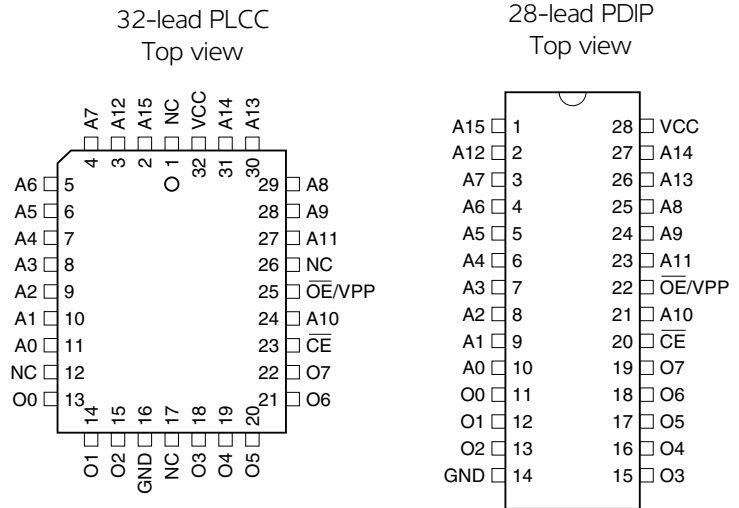 32-lead PLCC
Top view
A7 A12 A15 NC VCC A14 A13
4 3 2 1 32 31 30
A6 5 29 A8
A5 6 28 A9
A4 7 27 A11
A3 8 26 NC
A2 9 25 OE/VPP
A1 10 24 A10
A0 11 23 CE
NC 12 22 O7
O0 13 21 O6
14 15 16 17 18 19 20
O1 O2 GND NC O3 O4 O5
28-lead PDIP
Top view
A15 1 28 VCC
A12 2 27 A14
A7 3 26 A13
A6 4 25 A8
A5 5 24 A9
A4 6 23 A11
A3 7 22 OE/VPP
A2 8 21 A10
A1 9 20 CE
A0 10 19 O7
O0 11 18 O6
O1 12 17 O5
O2 13 16 O4
GND 14 15 O3